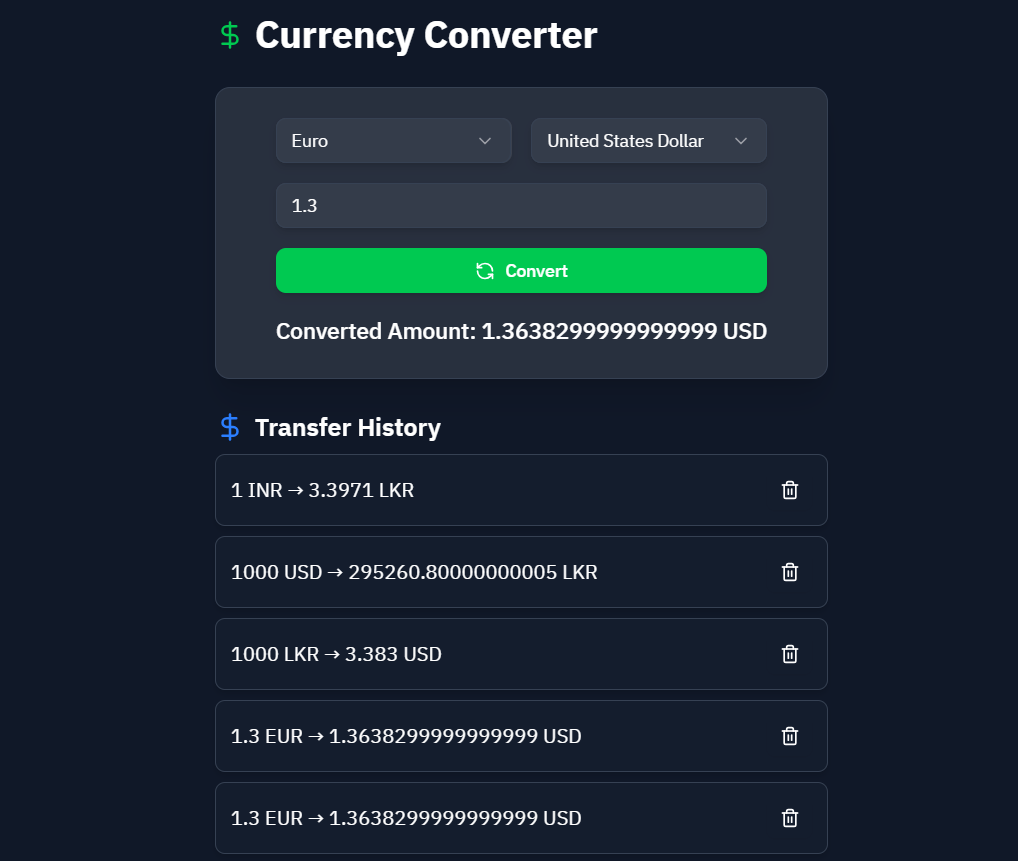 Currency Converter
Euro
United States Dollar
1.3
Convert
Converted Amount: 1.3638299999999999 USD
Transfer History
1 INR → 3.3971 LKR
1000 USD → 295260.80000000005 LKR
1000 LKR → 3.383 USD
1.3 EUR → 1.3638299999999999 USD
1.3 EUR → 1.3638299999999999 USD